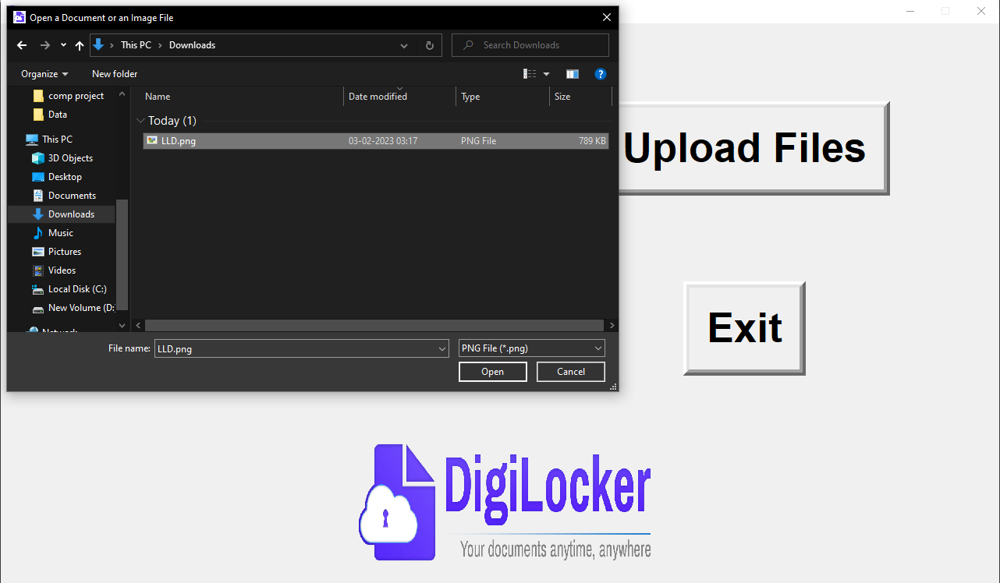 Open a Document or an Image File
This PC > Downloads
Search Downloads
Organize
New folder
comp project
Data
This PC
3D Objects
Desktop
Documents
Downloads
Music
Pictures
Videos
Local Disk (C:)
New Volume (D:
Network
Name Date modified Type Size
Today (1)
LLD.png 03-02-2023 03:17 PNG File 789 KB
File name: LLD.png PNG File (*.png)
Open Cancel
Upload Files
Exit
DigiLocker
Your documents anytime, anywhere